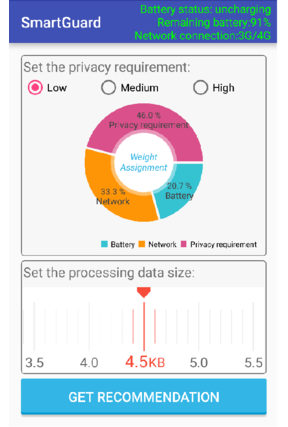 Battery status: uncharging
SmartGuard
Remaining battery:91%
Network connection:3G/4G
Set the privacy requirement:
Low
Medium
High
46.0 %
Privacy requirement
Weight
Assignment
33.3 %
Network
20.7 %
Battery
Battery
Network
Privacy requirement
Set the processing data size:
3.5
4.0
4.5KB
5.0
5.5
GET RECOMMENDATION